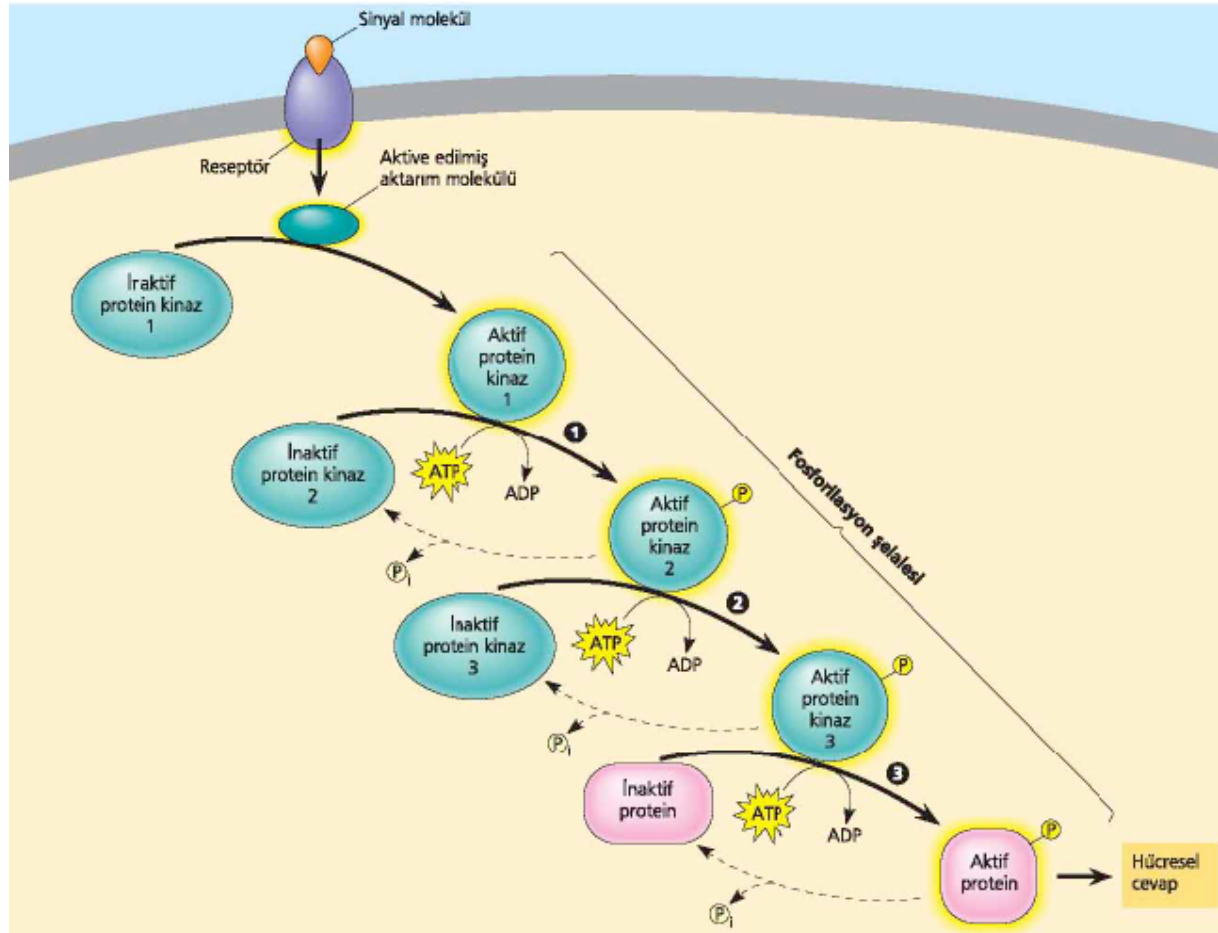 Sinyal molekül
Reseptör
Aktive edilmiş
aktarım molekülü
İraktif
protein kinaz
1
Aktif
protein
kinaz
1
Fosforilasyon şelalesi
İnaktif
protein kinaz
2
ATP
ADP
1
Aktif
protein
kinaz
2
P
Pi
İnaktif
protein kinaz
3
ATP
ADP
2
Aktif
protein
kinaz
3
P
Pi
İnaktif
protein
ATP
ADP
3
Aktif
protein
P
Pi
Hücresel
cevap